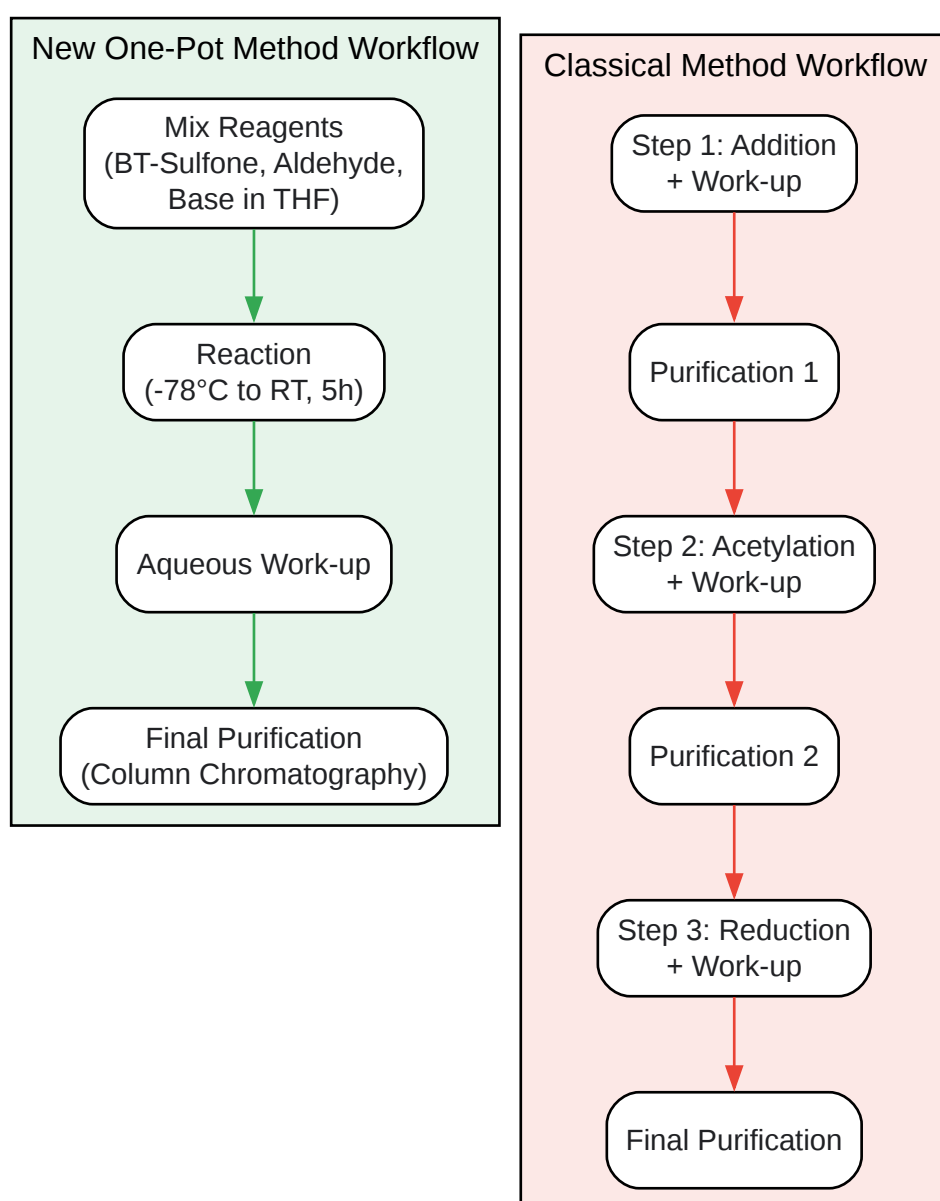 New One-Pot Method Workflow
Mix Reagents
(BT-Sulfone, Aldehyde,
Base in THF)
Reaction
(-78°C to RT, 5h)
Aqueous Work-up
Final Purification
(Column Chromatography)
Classical Method Workflow
Step 1: Addition
+ Work-up
Purification 1
Step 2: Acetylation
+ Work-up
Purification 2
Step 3: Reduction
+ Work-up
Final Purification